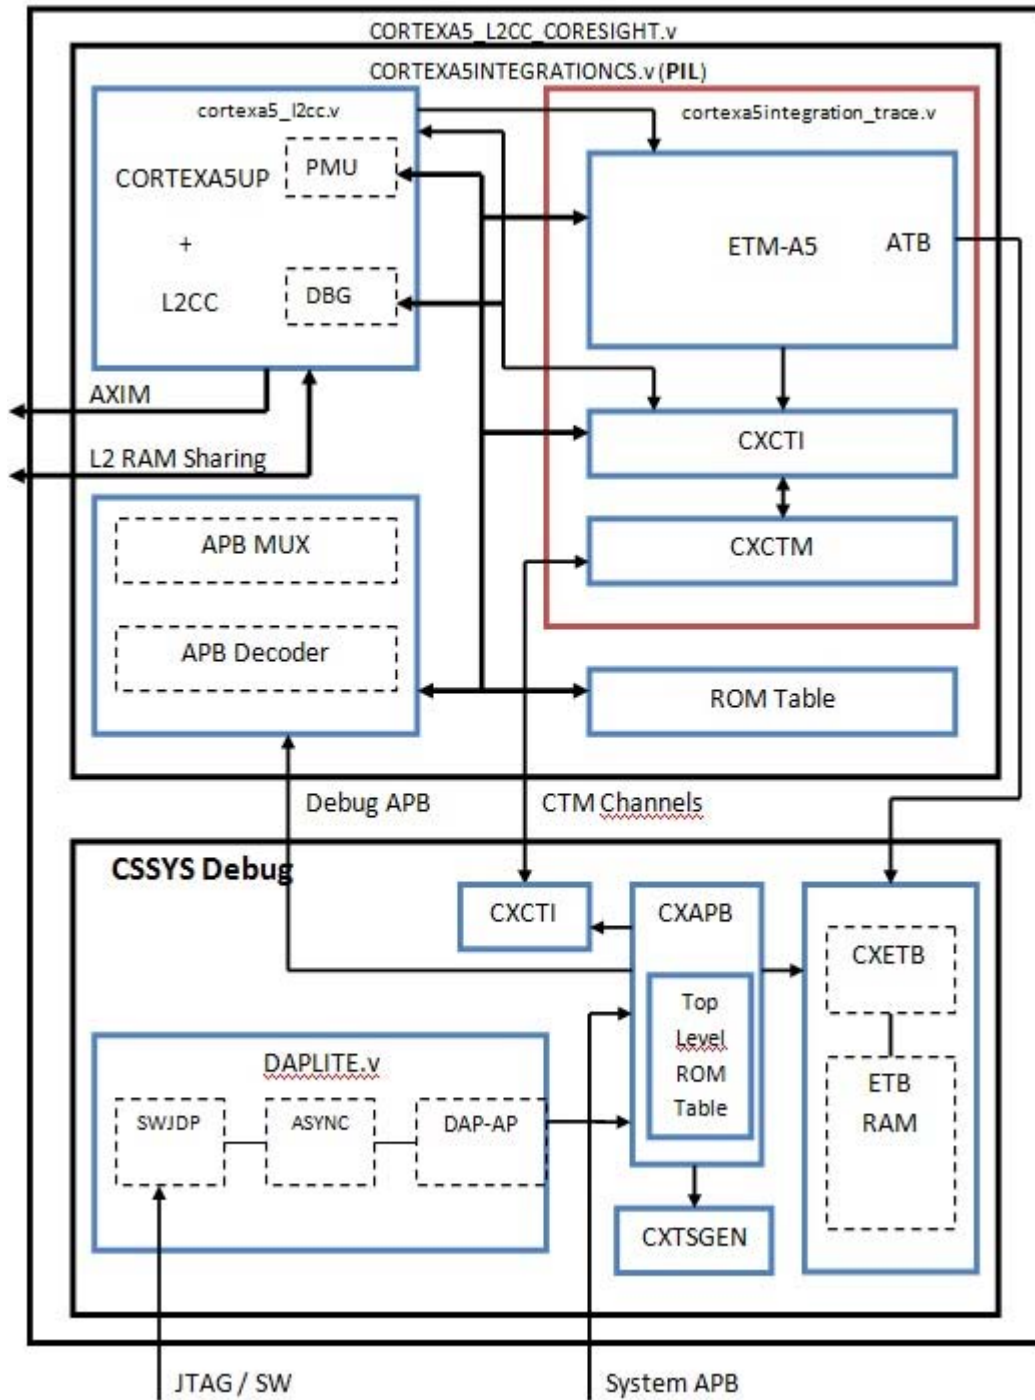 CORTEXA5_L2CC_CORESIGHT.v
CORTEXA5INTEGRATIONCS.v (PIL)
cortexa5_l2cc.v
CORTEXA5UP
+
L2CC
PMU
DBG
cortexa5integration_trace.v
ETM-A5
ATB
CXCTI
CXCTM
AXIM
L2 RAM Sharing
APB MUX
APB Decoder
ROM Table
Debug APB
CTM Channels
CSSYS Debug
CXCTI
CXAPB
Top
Level
ROM
Table
CXETB
ETB
RAM
DAPLITE.v
SWJDP
ASYNC
DAP-AP
CXTSGEN
JTAG / SW
System APB